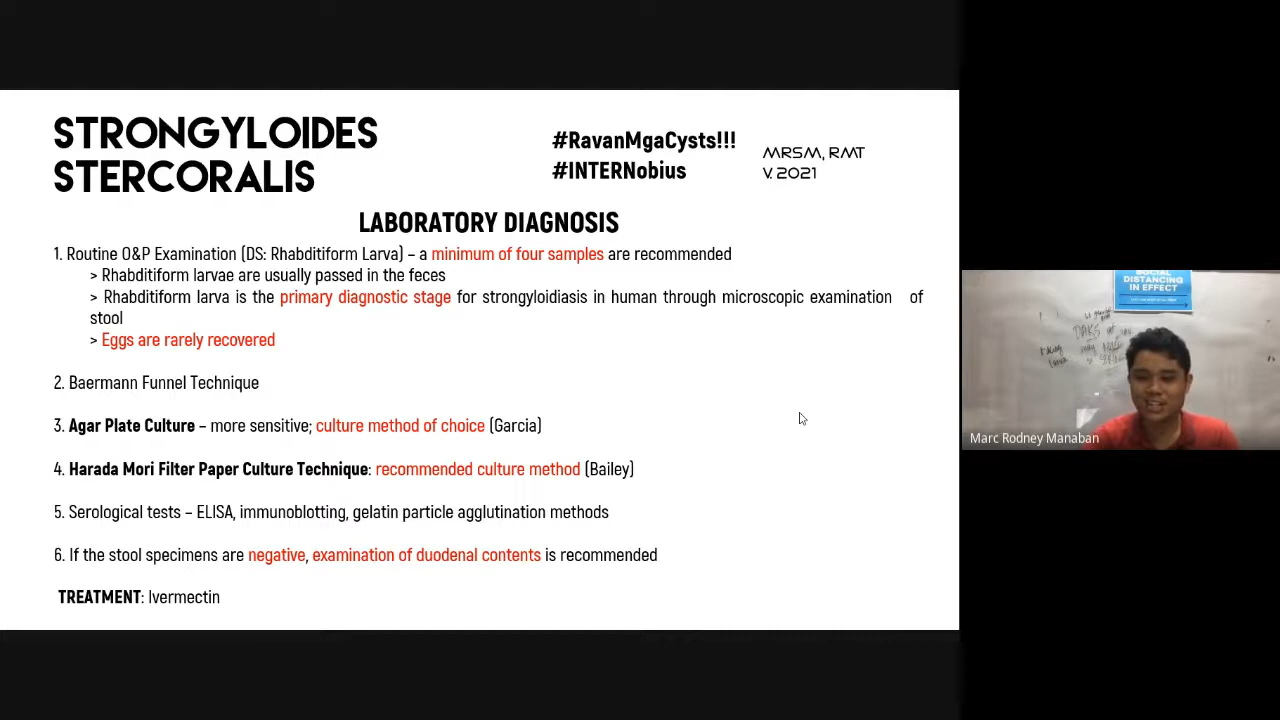 STRONGYLOIDES
STERCORALIS
#RavanMgaCysts!!!
#INTERNobius
MRSM, RMT
V. 2021
LABORATORY DIAGNOSIS
1. Routine O&P Examination (DS: Rhabditiform Larva) – a minimum of four samples are recommended
> Rhabditiform larvae are usually passed in the feces
> Rhabditiform larva is the primary diagnostic stage for strongyloidiasis in human through microscopic examination of
stool
> Eggs are rarely recovered
2. Baermann Funnel Technique
3. Agar Plate Culture – more sensitive; culture method of choice (Garcia)
4. Harada Mori Filter Paper Culture Technique: recommended culture method (Bailey)
5. Serological tests – ELISA, immunoblotting, gelatin particle agglutination methods
6. If the stool specimens are negative, examination of duodenal contents is recommended
TREATMENT: Ivermectin
SOCIAL
DISTANCING
IN EFFECT
Marc Rodney Manaban